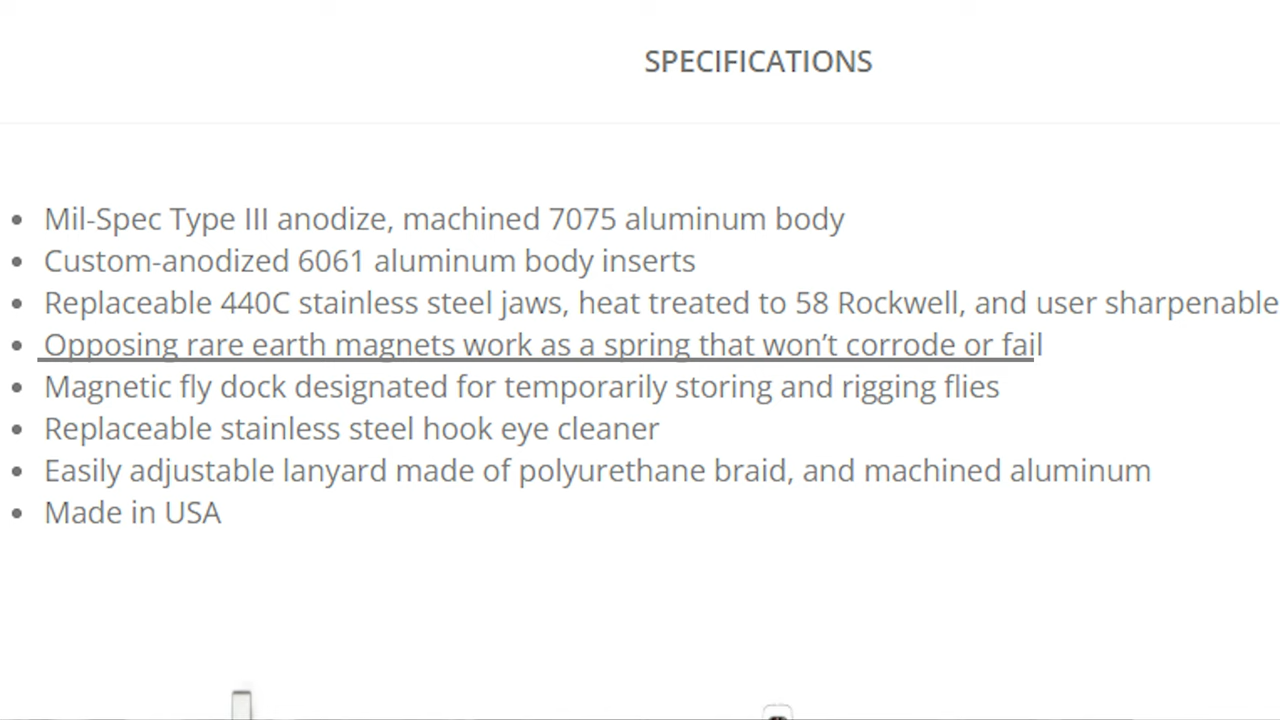 SPECIFICATIONS
• Mil-Spec Type III anodize, machined 7075 aluminum body
• Custom-anodized 6061 aluminum body inserts
• Replaceable 440C stainless steel jaws, heat treated to 58 Rockwell, and user sharpenable
• Opposing rare earth magnets work as a spring that won’t corrode or fail
• Magnetic fly dock designated for temporarily storing and rigging flies
• Replaceable stainless steel hook eye cleaner
• Easily adjustable lanyard made of polyurethane braid, and machined aluminum
• Made in USA